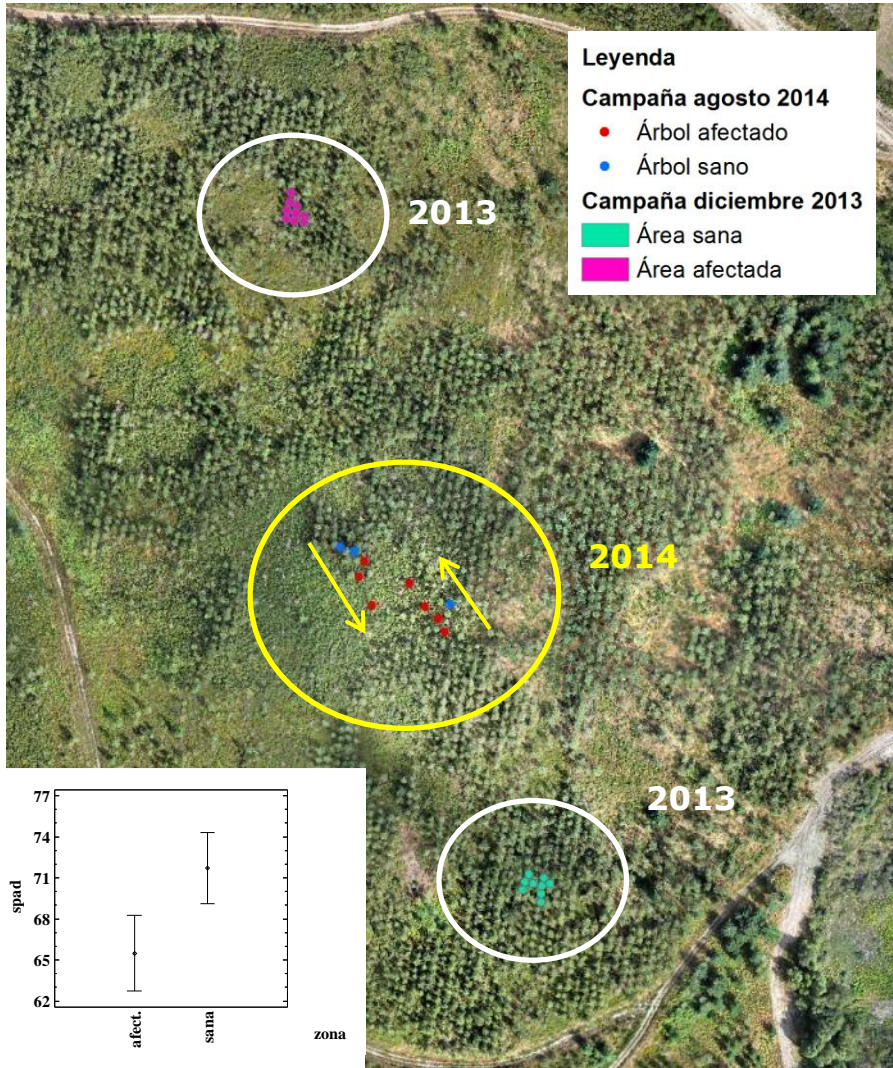 Leyenda
Campaña agosto 2014
Árbol afectado
Árbol sano
Campaña diciembre 2013
Área sana
Área afectada
2013
2014
2013
77
74
71
68
65
62
spad
afect.
sana
zona